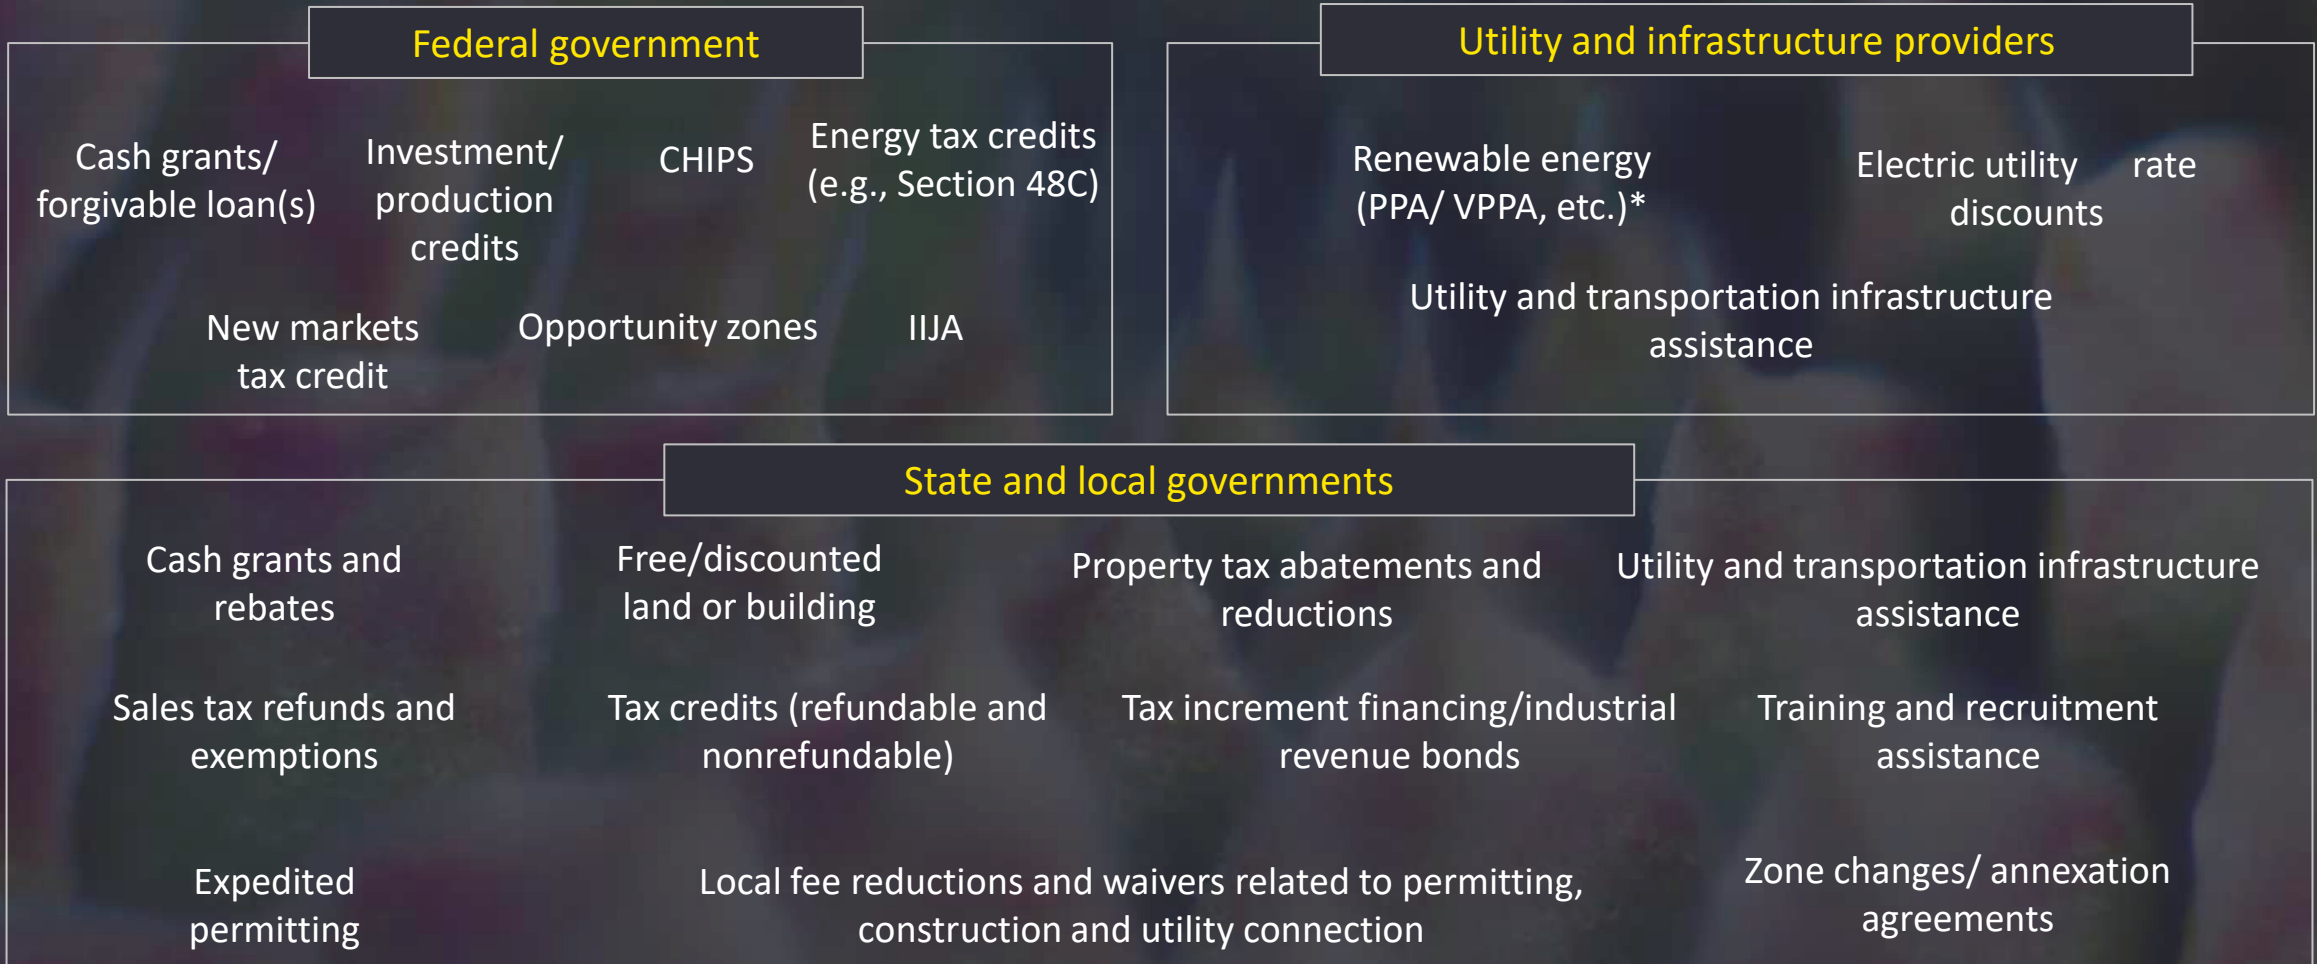 Federal government
Cash grants/
forgivable loan(s)
Investment/
production
credits
CHIPS
Energy tax credits
(e.g., Section 48C)
New markets
tax credit
Opportunity zones
IIJA
Utility and infrastructure providers
Renewable energy
(PPA/ VPPA, etc.)*
Electric utility rate
discounts
Utility and transportation infrastructure
assistance
State and local governments
Cash grants and
rebates
Free/discounted
land or building
Property tax abatements and
reductions
Utility and transportation infrastructure
assistance
Sales tax refunds and
exemptions
Tax credits (refundable and
nonrefundable)
Tax increment financing/industrial
revenue bonds
Training and recruitment
assistance
Expedited
permitting
Local fee reductions and waivers related to permitting,
construction and utility connection
Zone changes/ annexation
agreements